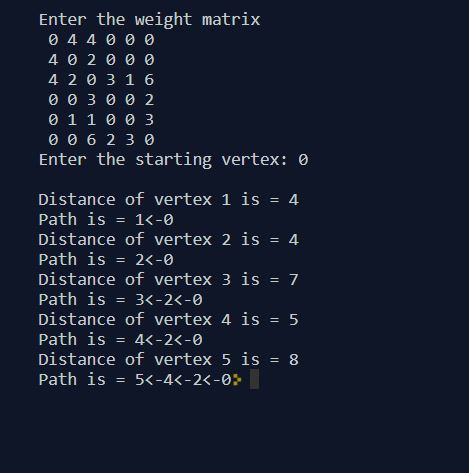 Enter the weight matrix
0 4 4 0 0 0
4 0 2 0 0 0
4 2 0 3 1 6
0 0 3 0 0 2
0 1 1 0 0 3
0 0 6 2 3 0
Enter the starting vertex: 0
Distance of vertex 1 is = 4
Path is = 1<-0
Distance of vertex 2 is = 4
Path is = 2<-0
Distance of vertex 3 is = 7
Path is = 3<-2<-0
Distance of vertex 4 is = 5
Path is = 4<-2<-0
Distance of vertex 5 is = 8
Path is = 5<-4<-2<-0